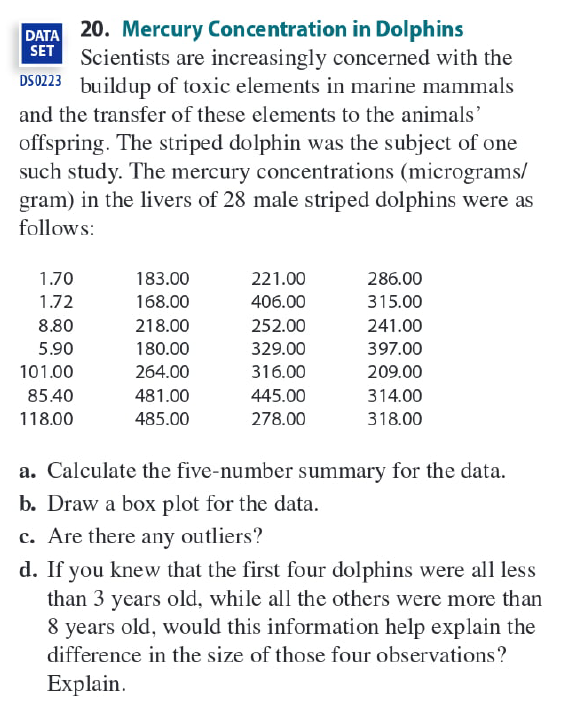 DATA SET
DS0223
20. Mercury Concentration in Dolphins
Scientists are increasingly concerned with the
buildup of toxic elements in marine mammals
and the transfer of these elements to the animals’
offspring. The striped dolphin was the subject of one
such study. The mercury concentrations (micrograms/
gram) in the livers of 28 male striped dolphins were as
follows:
1.70 183.00 221.00 286.00
1.72 168.00 406.00 315.00
8.80 218.00 252.00 241.00
5.90 180.00 329.00 397.00
101.00 264.00 316.00 209.00
85.40 481.00 445.00 314.00
118.00 485.00 278.00 318.00
a. Calculate the five-number summary for the data.
b. Draw a box plot for the data.
c. Are there any outliers?
d. If you knew that the first four dolphins were all less
than 3 years old, while all the others were more than
8 years old, would this information help explain the
difference in the size of those four observations?
Explain.